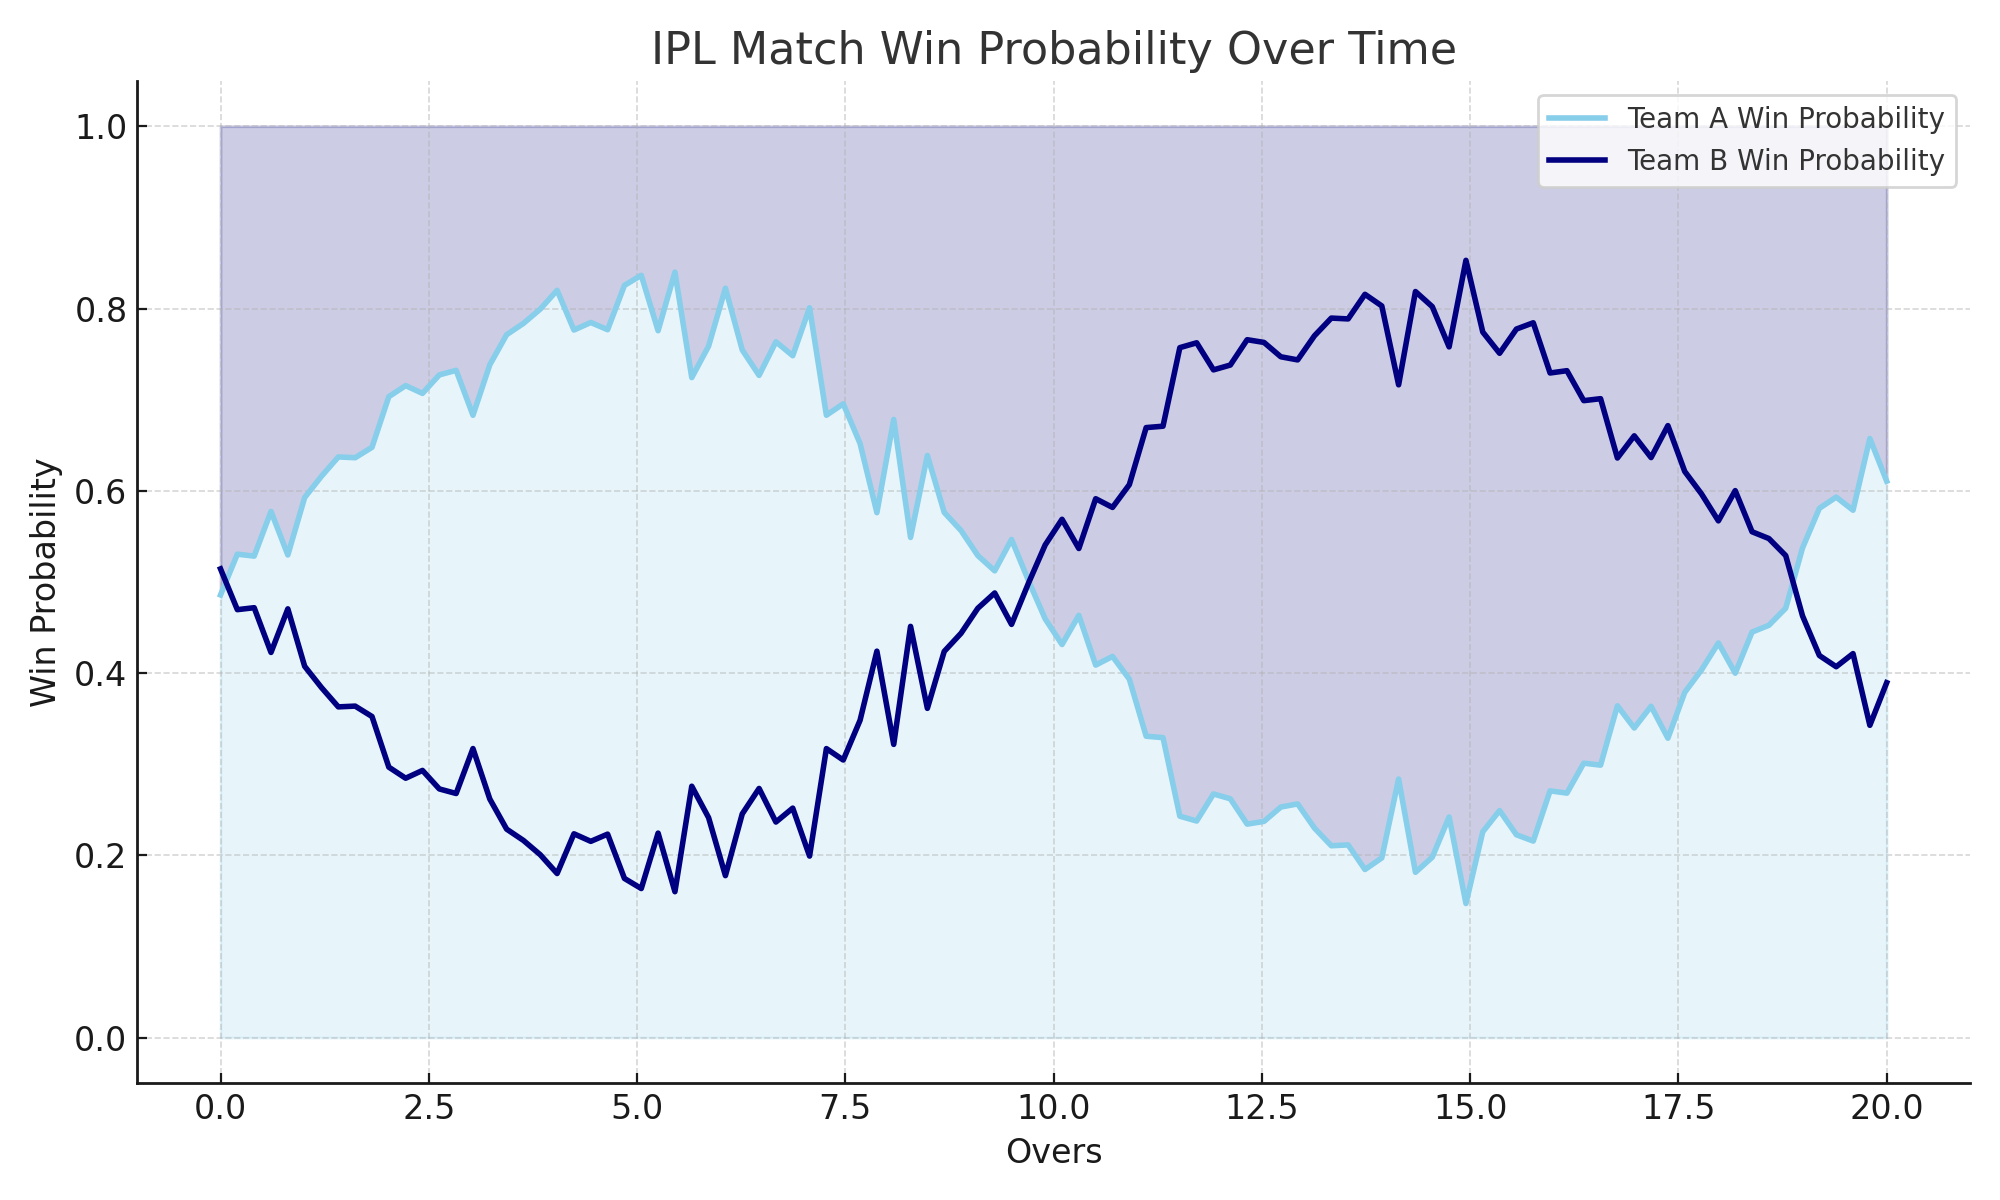 IPL Match Win Probability Over Time
Team A Win Probability
Team B Win Probability
Win Probability
1.0
0.8
0.6
0.4
0.2
0.0
0.0 2.5 5.0 7.5 10.0 12.5 15.0 17.5 20.0
Overs